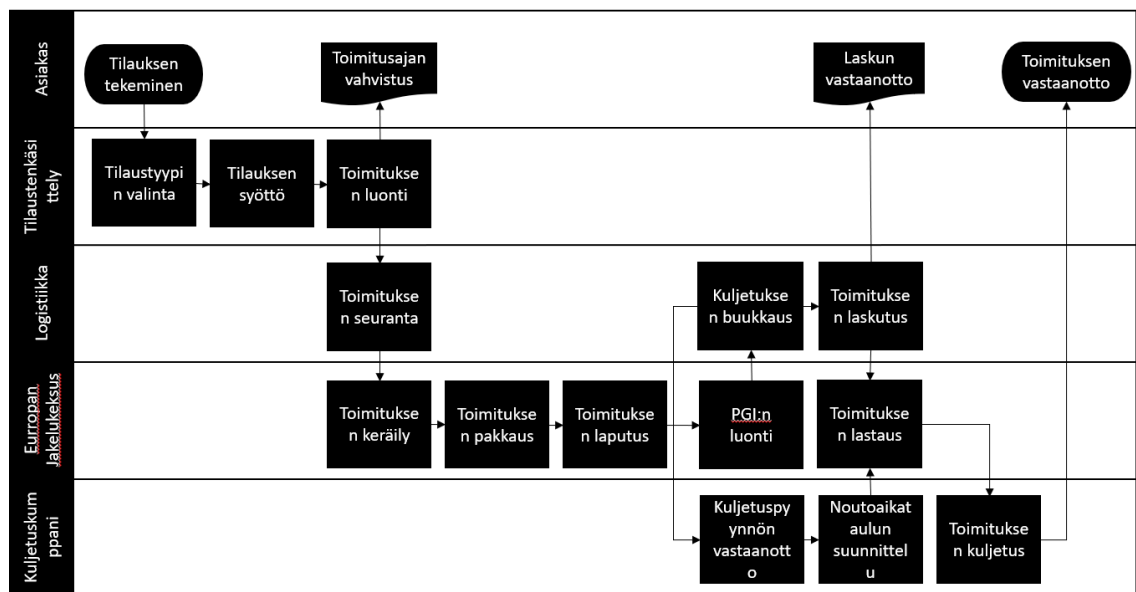 Asiakas
Tilauksen
tekeminen
Toimitusajan
vahvistus
Laskun
vastaanotto
Toimituksen
vastaanotto
Tilaustenkäsi
ttely
Tilaustyypi
n valinta
Tilauksen
syöttö
Toimitukse
n luonti
Logistiikka
Toimitukse
n seuranta
Kuljetukse
n buukkaus
Toimitukse
n laskutus
Eurropan
Jakelukeksus
Toimitukse
n keräily
Toimitukse
n pakkaus
Toimitukse
n laputus
PGI:n
luonti
Toimitukse
n lastaus
Kuljetuskum
ppani
Kuljetuspy
ynnön
vastaanott
o
Noutoaikat
aulun
suunnittel
u
Toimitukse
n kuljetus